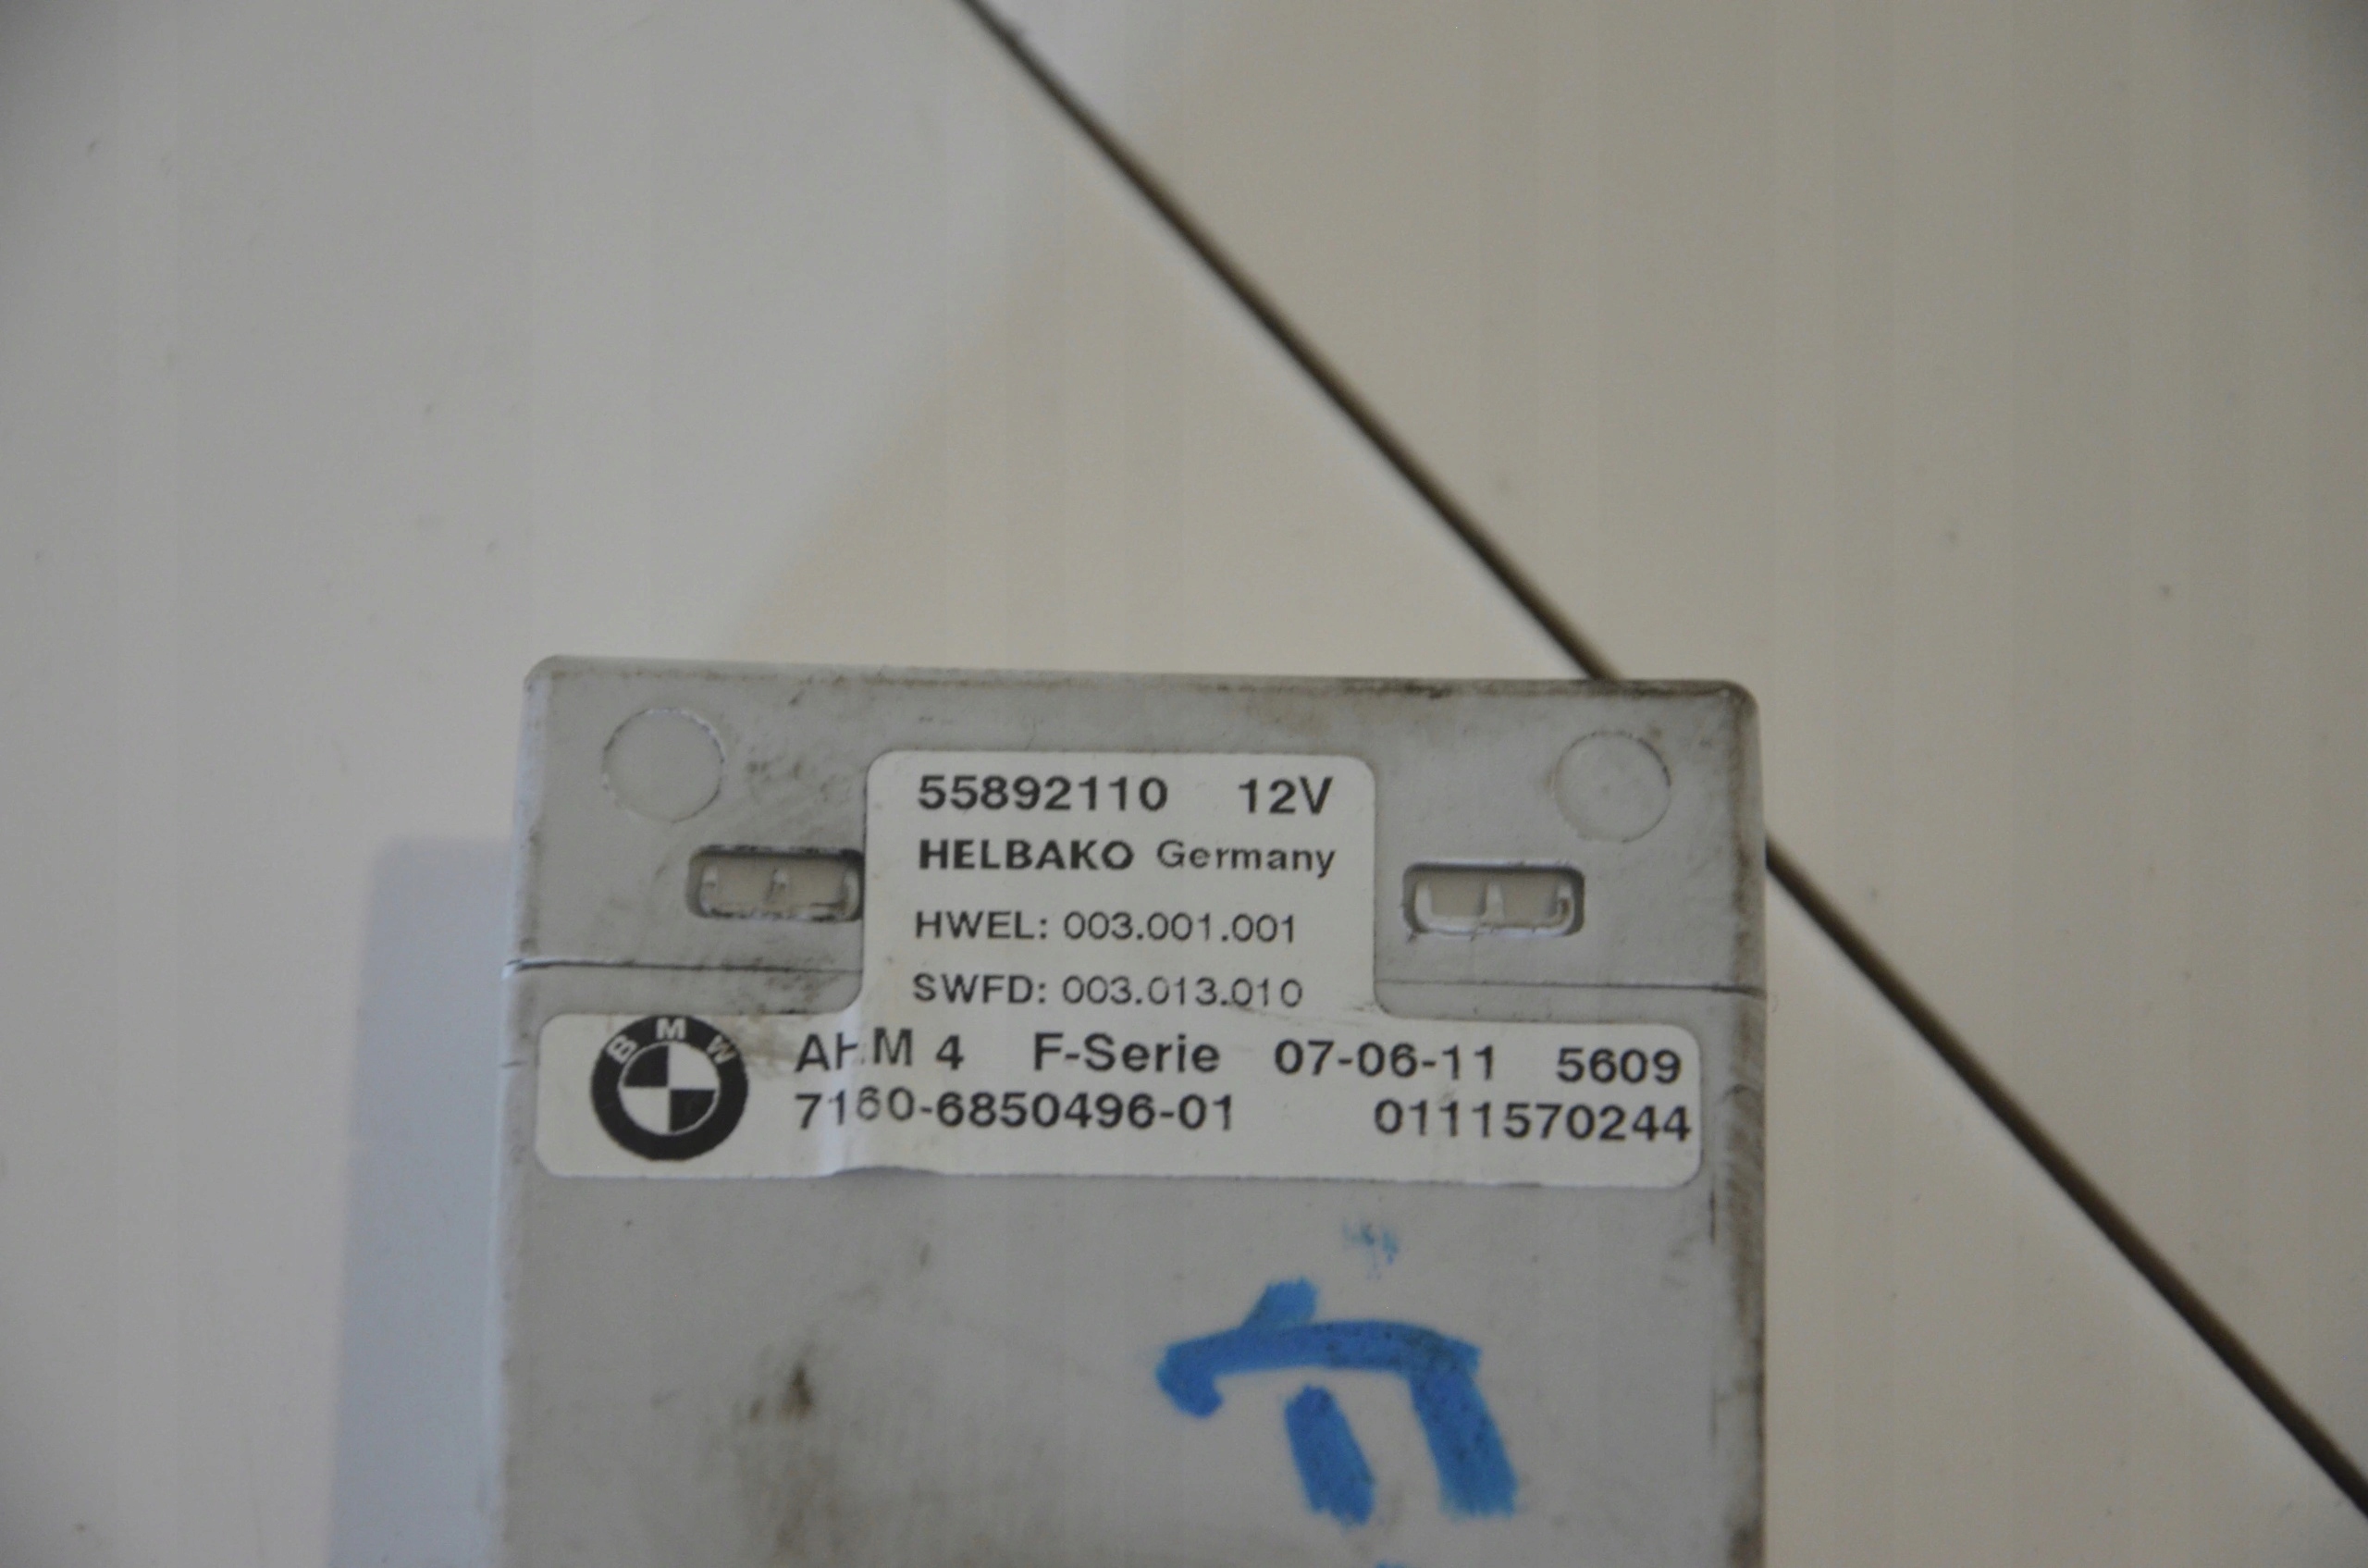 55892110 12V
HELBAKO Germany
HWEL: 003.001.001
SWFD: 003.013.010
BMW
AHM 4 F-Serie 07-06-11 5609
7160-6850496-01 0111570244